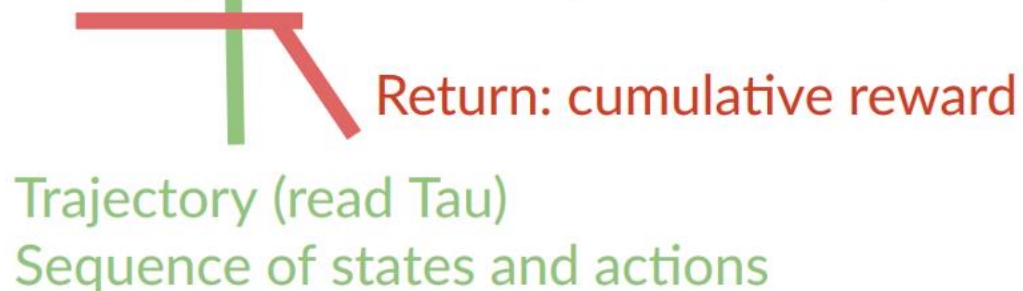 Return: cumulative reward
Trajectory (read Tau)
Sequence of states and actions